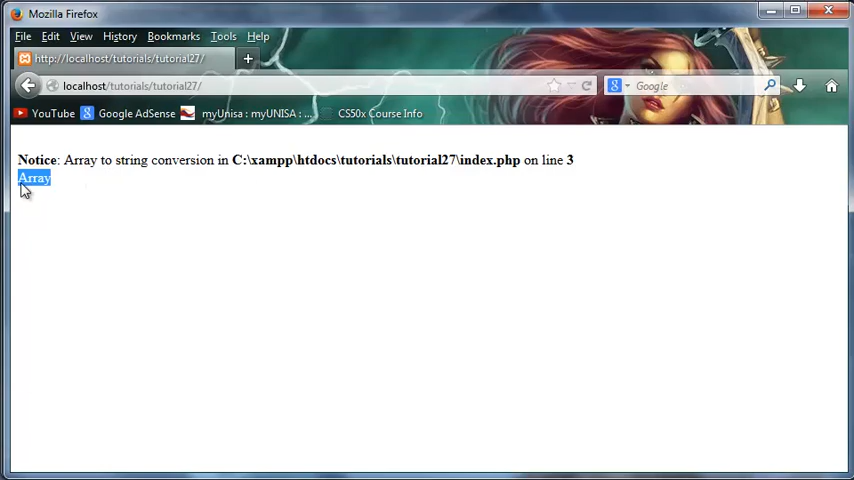 Mozilla Firefox
File Edit View History Bookmarks Tools Help
http://localhost/tutorials/tutorial27/ +
localhost/tutorials/tutorial27/ Google
YouTube Google AdSense myUnisa : myUNISA : ... CS50x Course Info
Notice: Array to string conversion in C:\xampp\htdocs\tutorials\tutorial27\index.php on line 3
Array